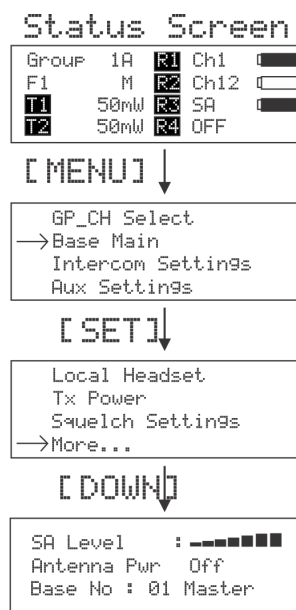 Status Screen
Group 1A R1 Ch1
F1 M R2 Ch12
T1 50mW R3 SA
T2 50mW R4 OFF
[MENU]
GP_CH Select
→Base Main
Intercom Settings
Aux Settings
[SET]
Local Headset
Tx Power
Squelch Settings
→More...
[DOWN]
SA Level :
Antenna Pwr Off
Base No : 01 Master